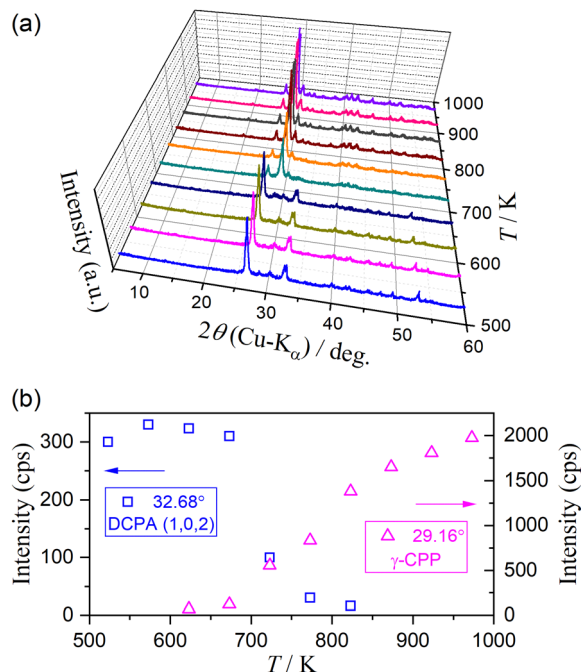 (a)
Intensity (a.u.)
10
20
30
40
50
60
2θ (Cu-Kα) / deg.
500
600
700
800
900
1000
T / K
(b)
Intensity (cps)
300
200
100
0
32.68°
DCPA (1,0,2)
29.16°
γ-CPP
2000
1500
1000
500
0
Intensity (cps)
500
600
700
800
900
1000
T / K